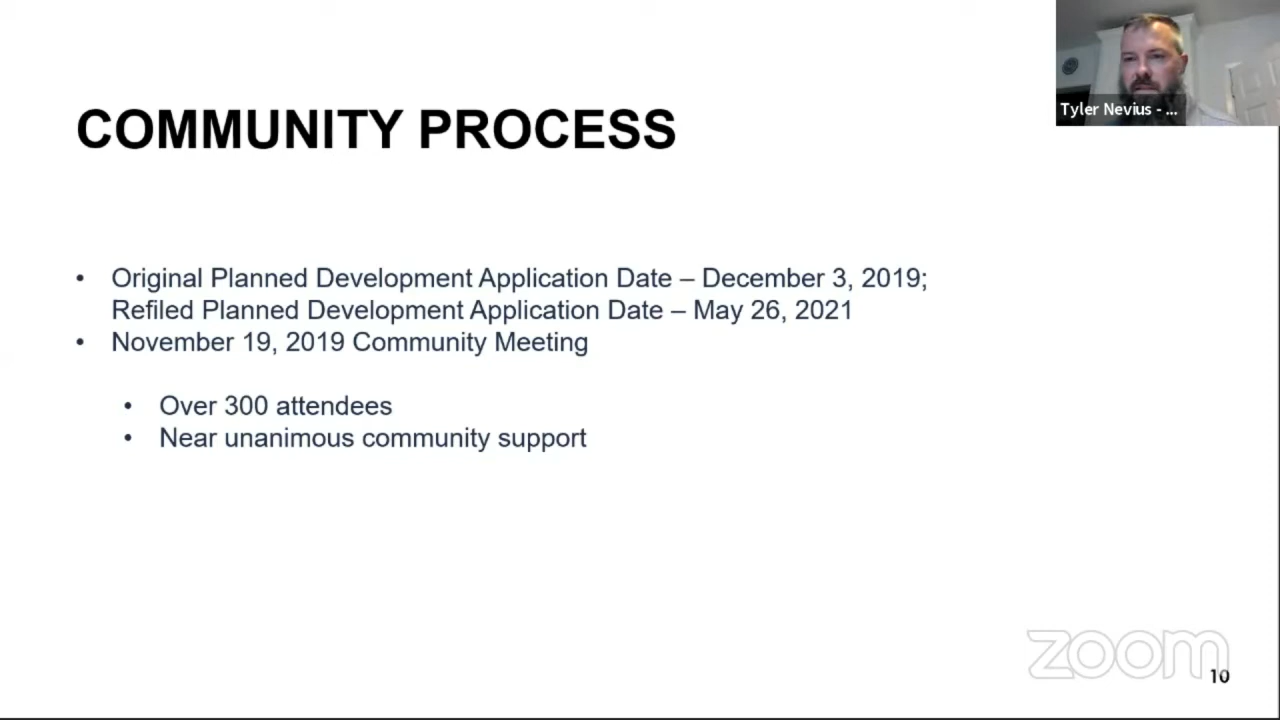 Tyler Nevius - ...
COMMUNITY PROCESS
• Original Planned Development Application Date – December 3, 2019;
Refiled Planned Development Application Date – May 26, 2021
• November 19, 2019 Community Meeting
• Over 300 attendees
• Near unanimous community support
zoom
10